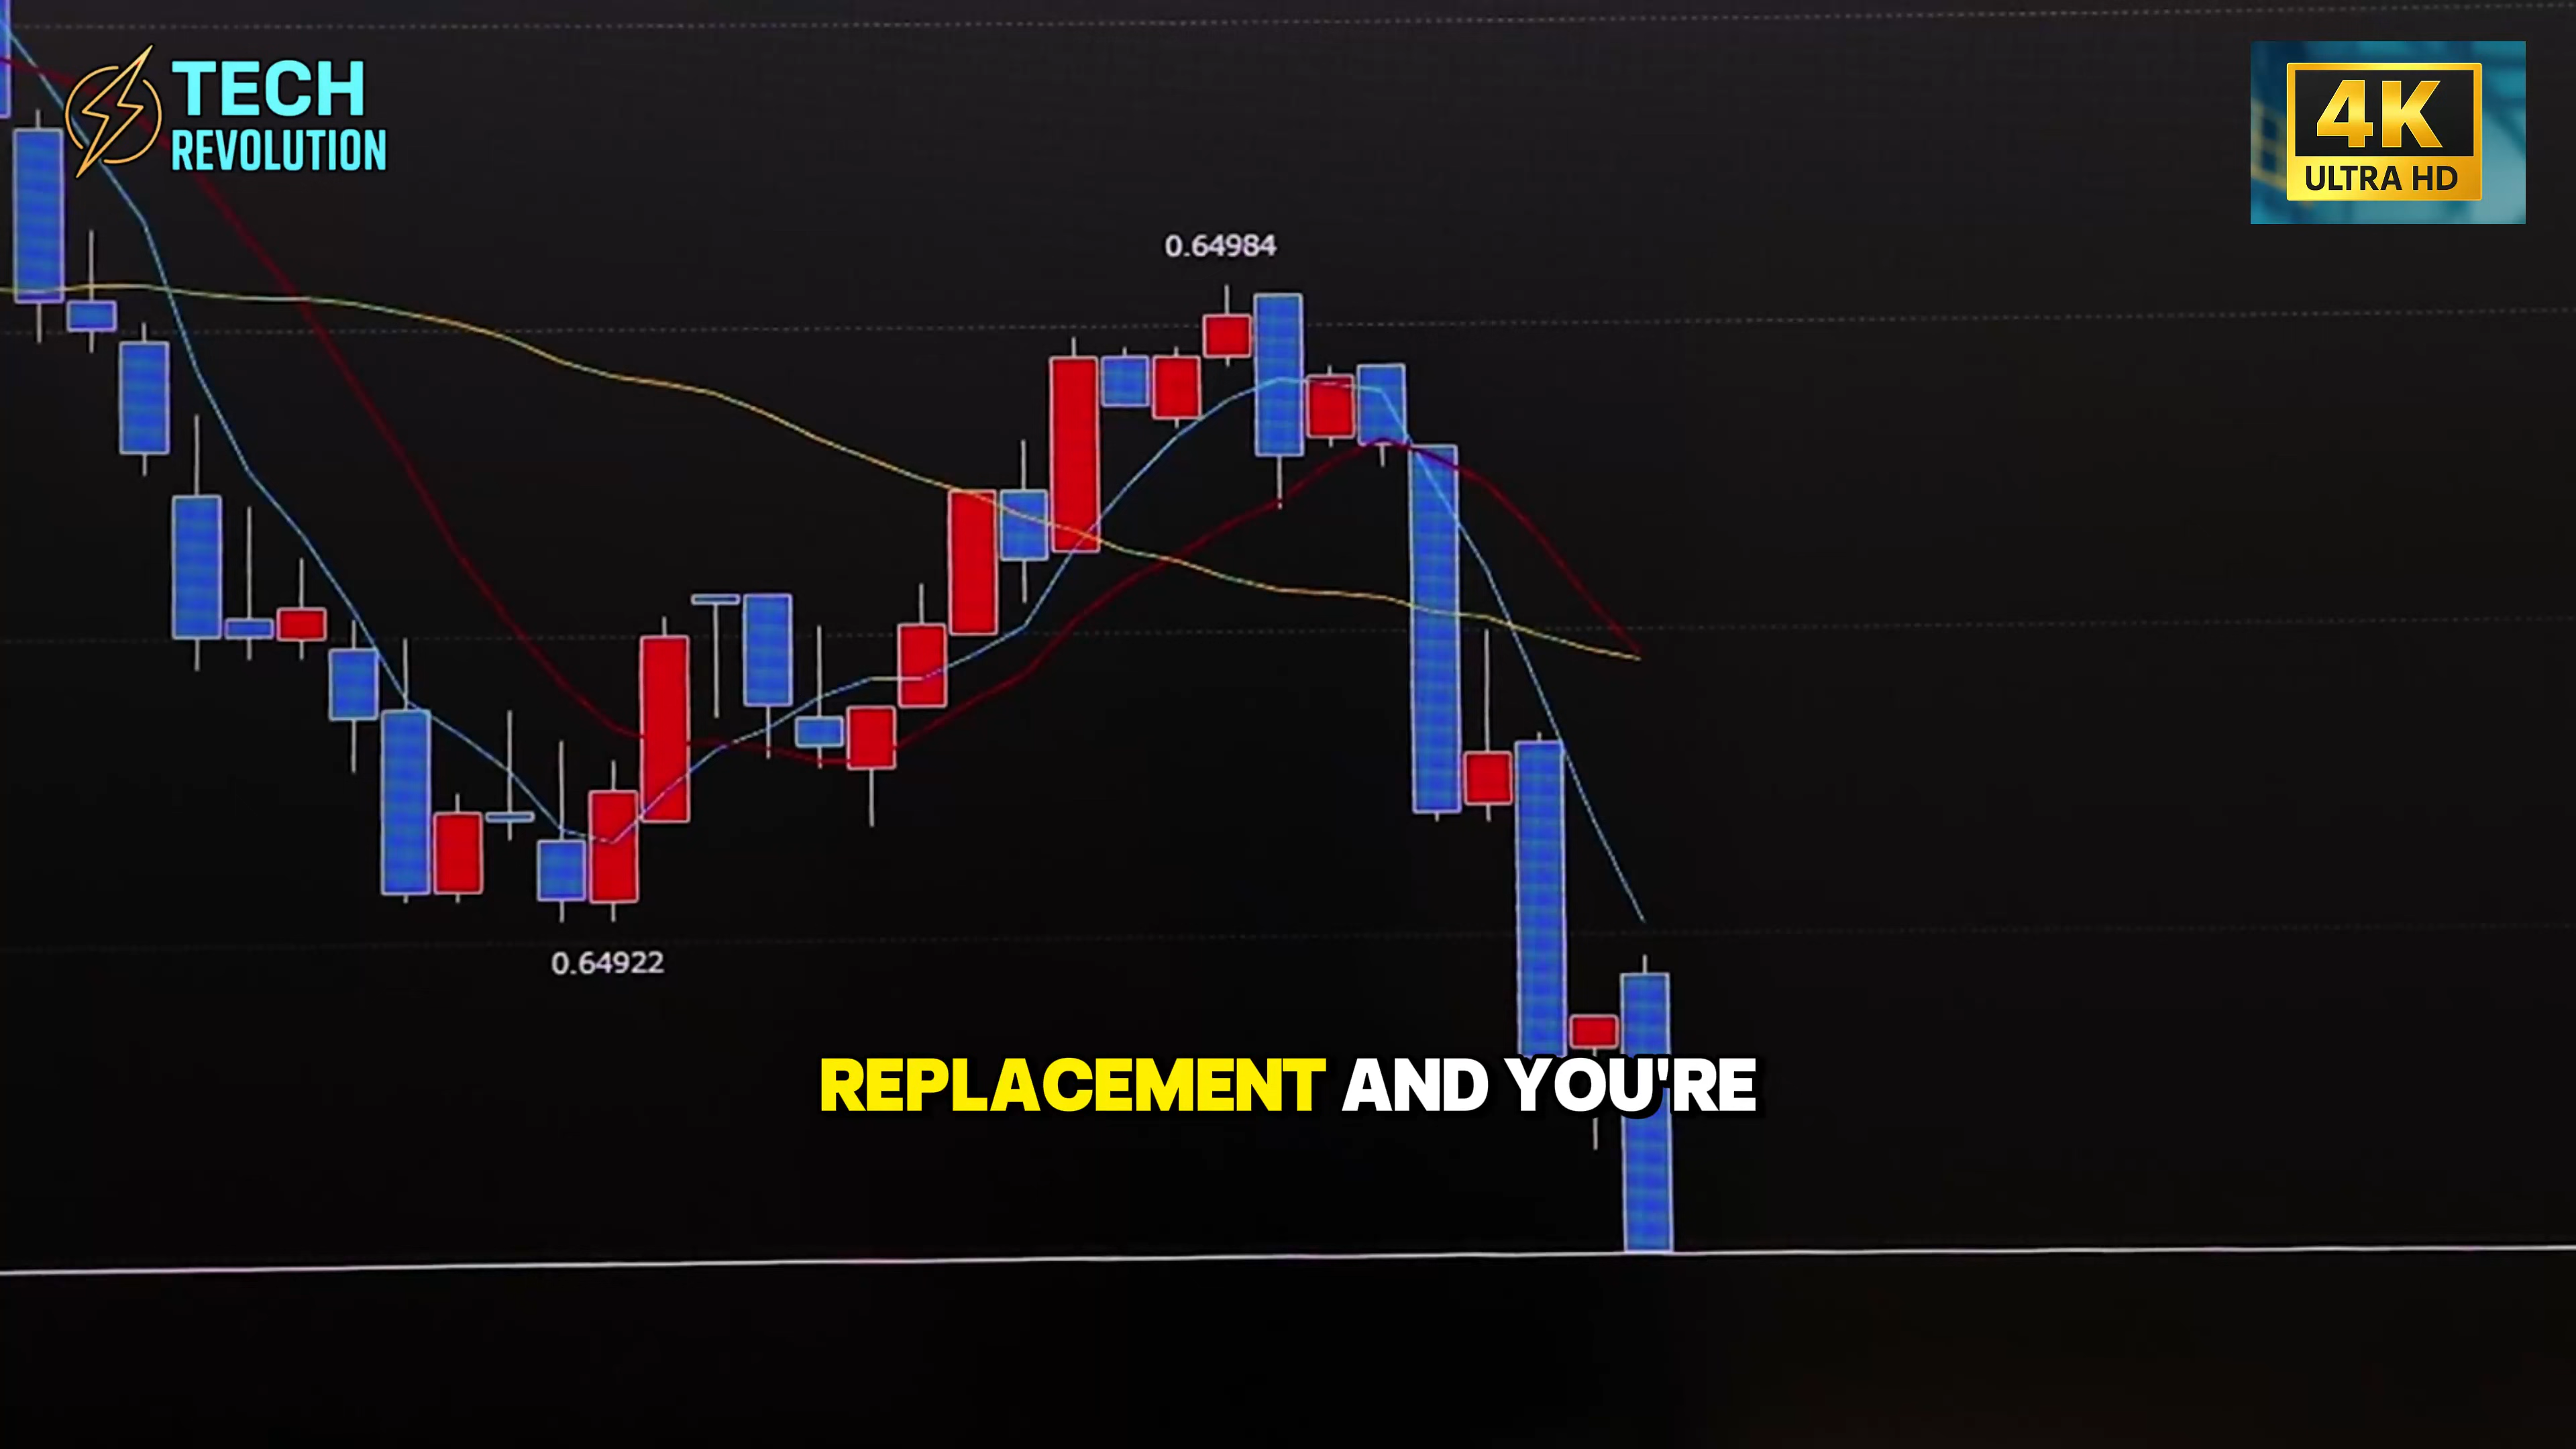 TECH
REVOLUTION
4K
ULTRA HD
0.64984
0.64922
REPLACEMENT AND YOU'RE